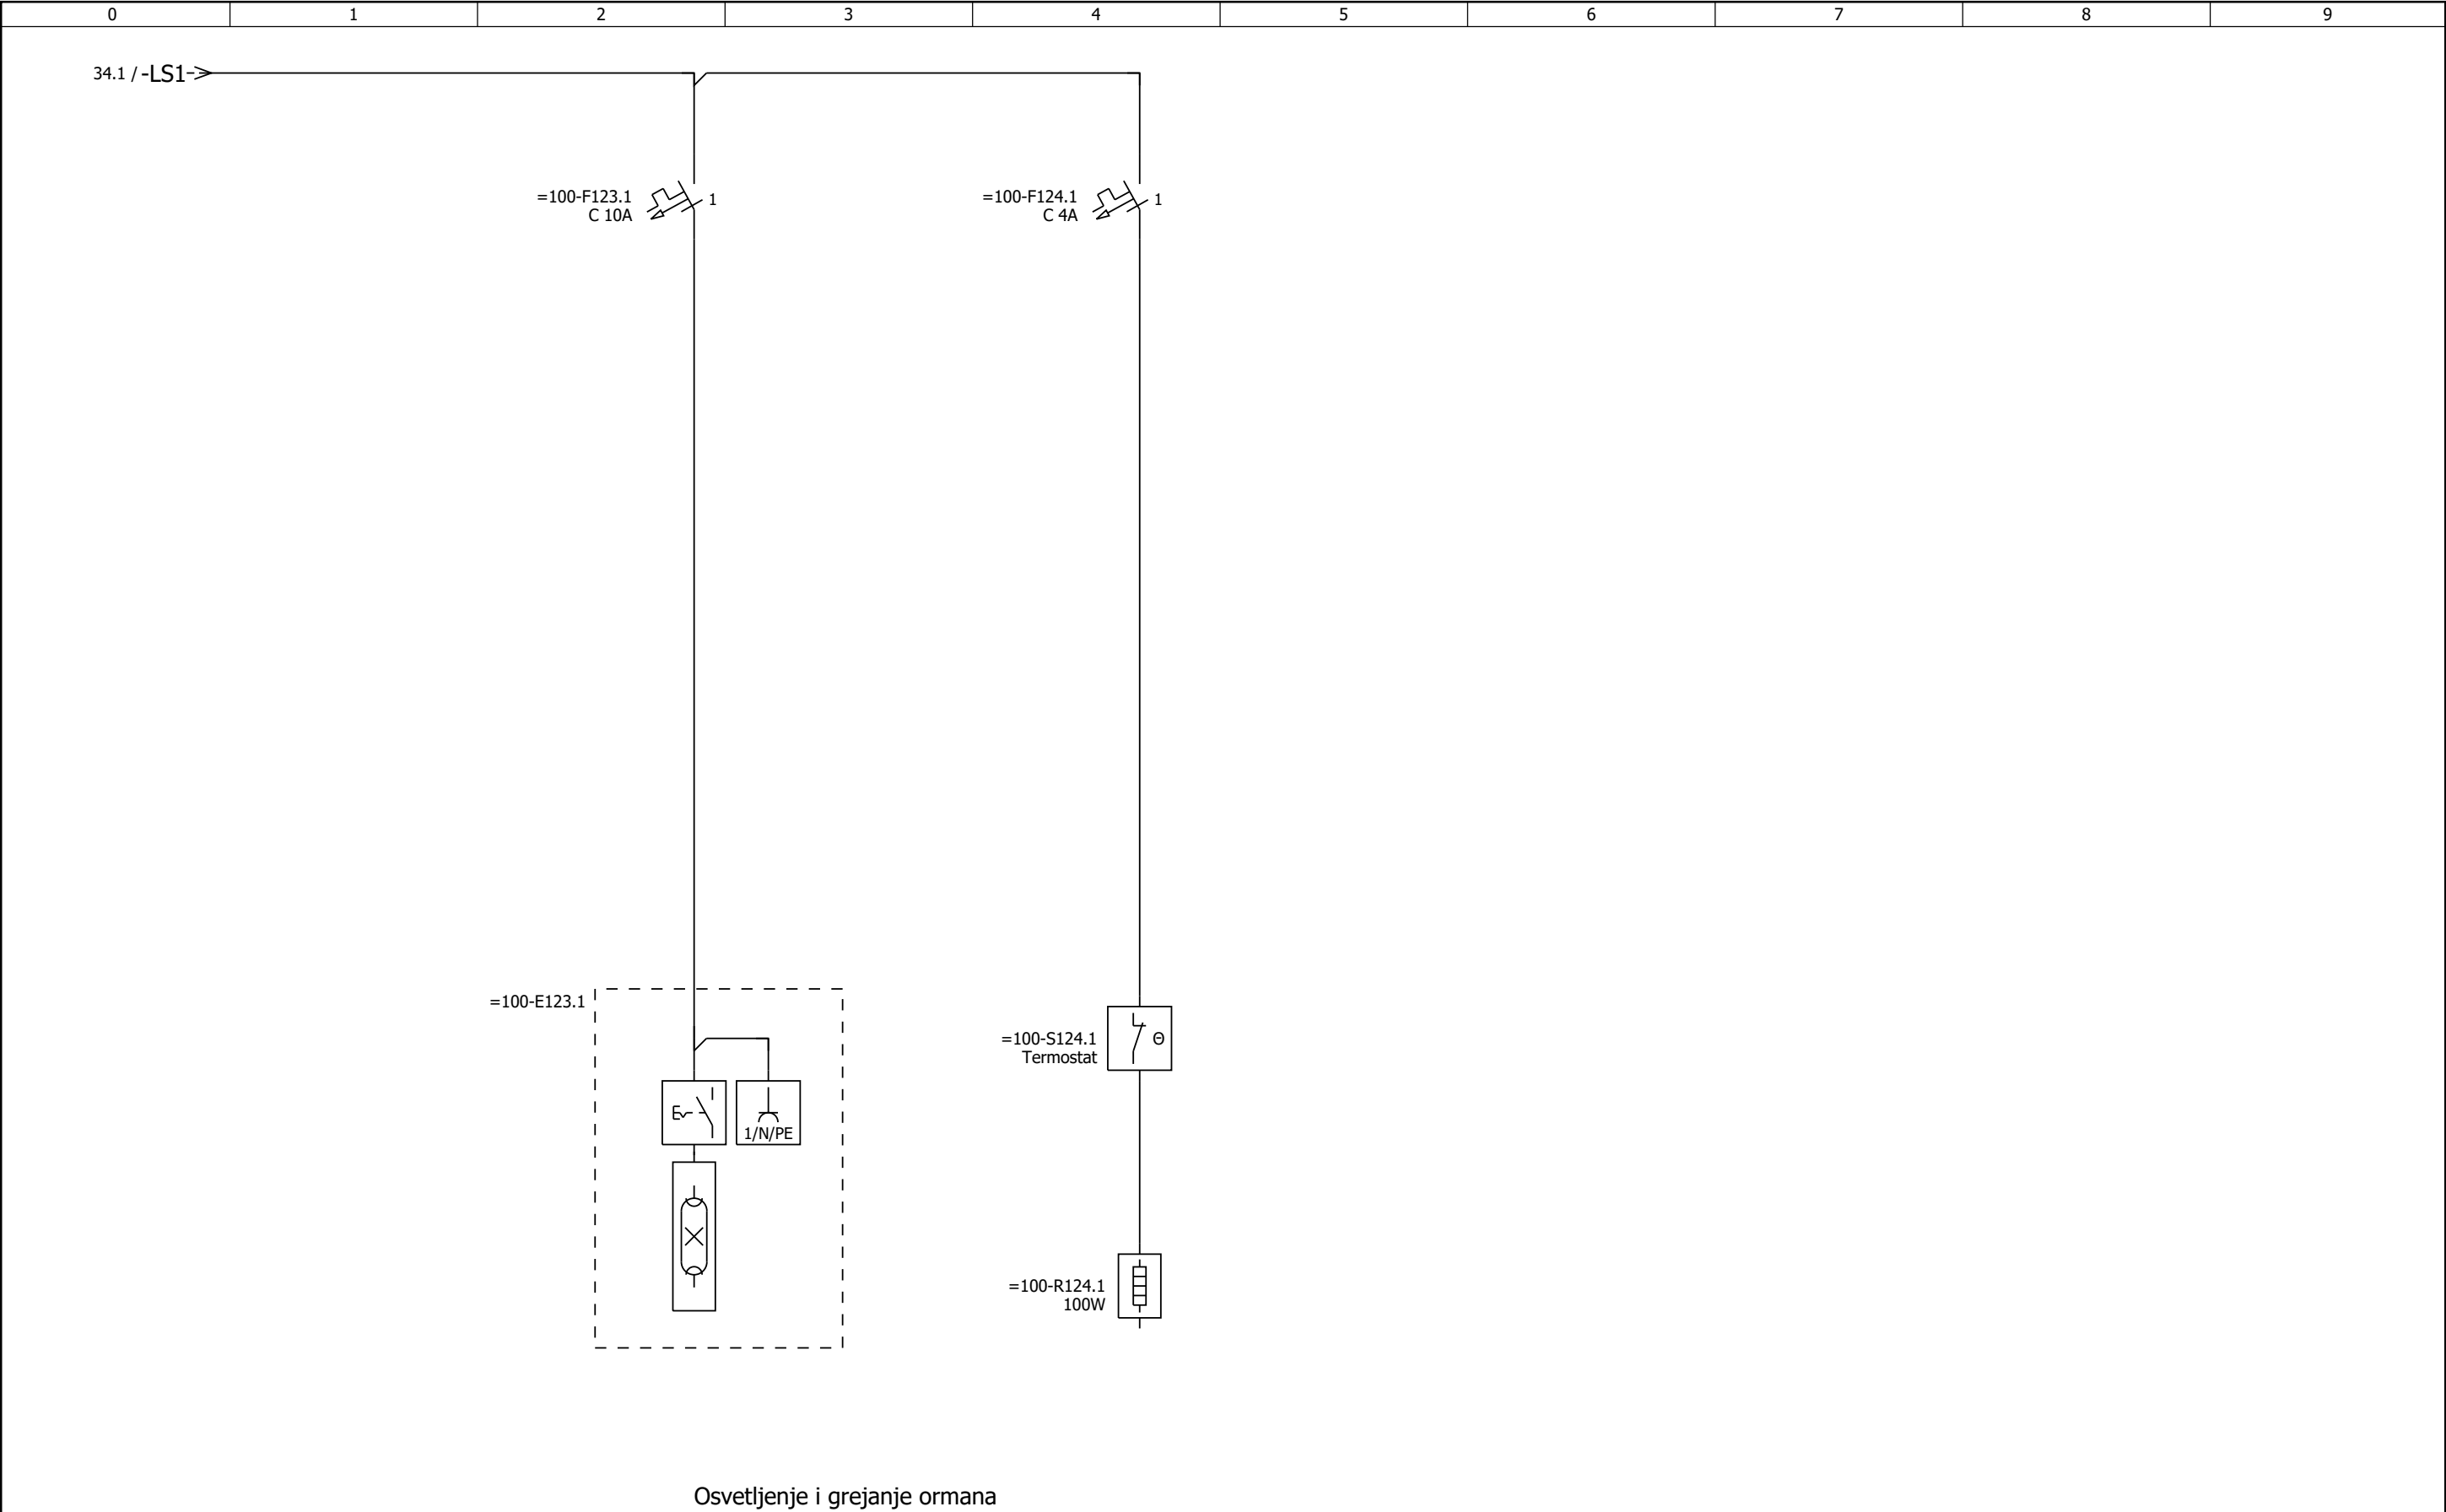 0 1 2 3 4 5 6 7 8 9
34.1 / -LS1
=100-F123.1
C 10A
1
=100-F124.1
C 4A
1
=100-E123.1
1/N/PE
=100-S124.1
Termostat
Θ
=100-R124.1
100W
Osvetljenje i grejanje ormana